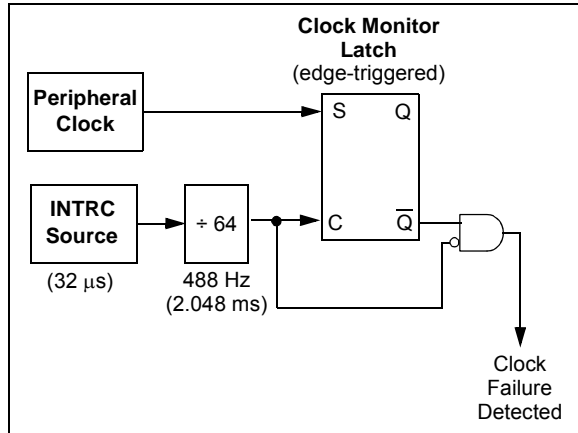 Clock Monitor
Latch
(edge-triggered)
Peripheral
Clock
S
Q
INTRC
Source
÷ 64
C
Q̅
(32 μs)
488 Hz
(2.048 ms)
Clock
Failure
Detected